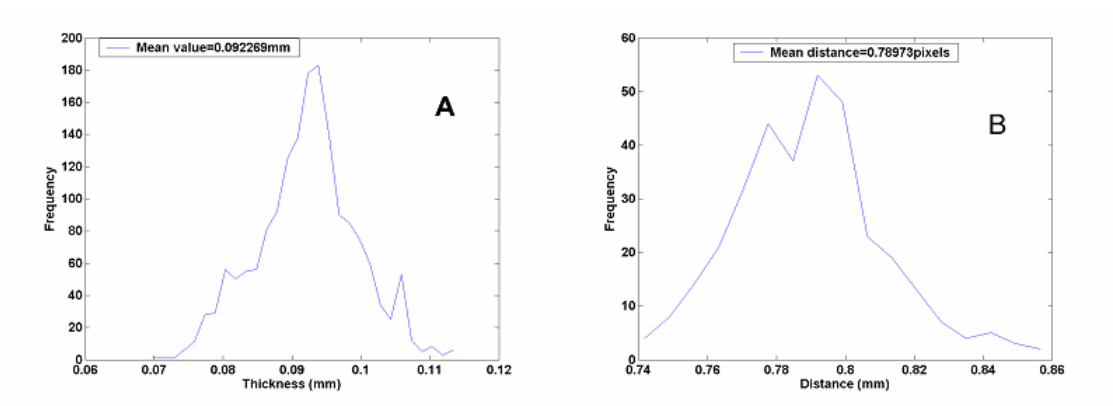 Mean value=0.092269mm
A
200
180
160
140
120
100
80
60
40
20
0
Frequency
0.06 0.07 0.08 0.09 0.1 0.11 0.12
Thickness (mm)
Mean distance=0.78973pixels
B
60
50
40
30
20
10
0
Frequency
0.74 0.76 0.78 0.8 0.82 0.84 0.86
Distance (mm)